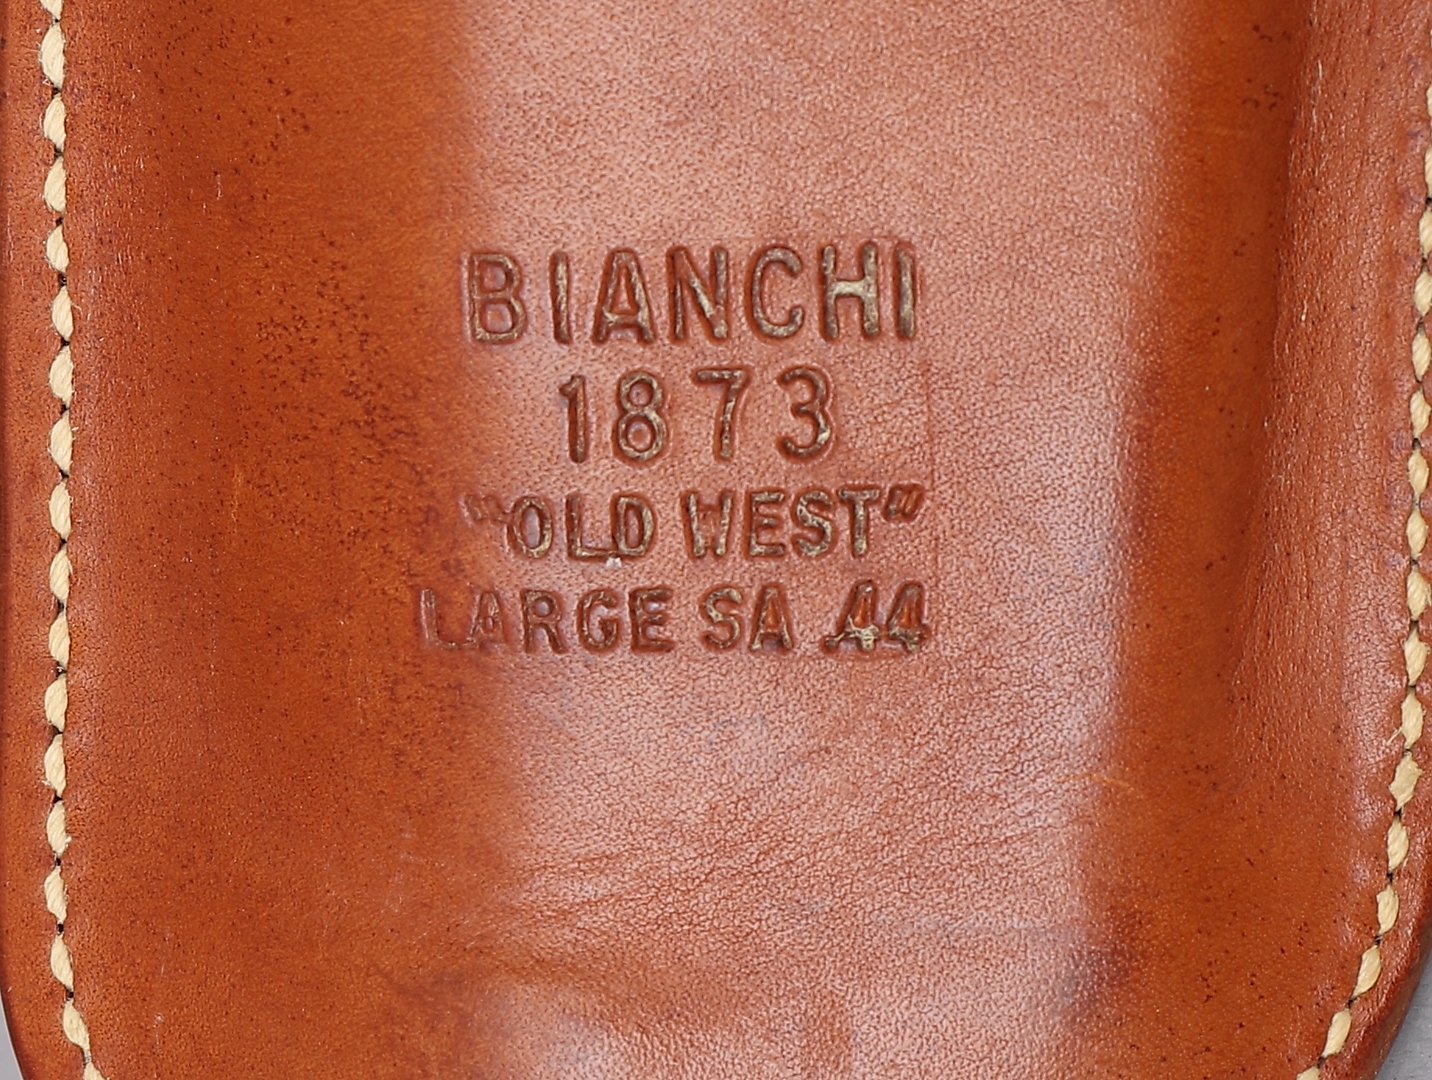 BIANCHI
1873
"OLD WEST"
LARGE SA .44